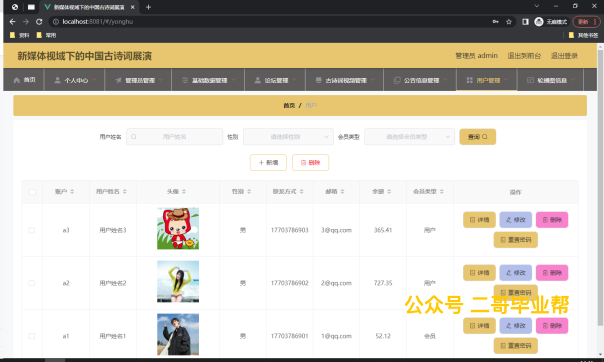 新媒体视域下的中国古诗词展演
localhost:8081/#/yonghu
无痕模式
更新
资料
常用
其他书签
新媒体视域下的中国古诗词展演
管理员 admin 退出到前台 退出登录
首页 个人中心 管理员管理 基础数据管理 论坛管理 古诗词视频管理 公告信息管理 用户管理 轮播图信息
首页 / 用户
用户姓名 用户姓名 性别 请选择性别 会员类型 请选择会员类型 查询
+ 新增 删除
账户 用户姓名 头像 性别 联系方式 邮箱 余额 会员类型 操作
a3 用户姓名3 男 17703786903 3@qq.com 365.41 用户 详情 修改 删除
重置密码
a2 用户姓名2 男 17703786902 2@qq.com 727.35 用户 详情 修改 删除
重置密码
公众号 二哥毕业帮
a1 用户姓名1 男 17703786901 1@qq.com 52.12 会员 详情 修改 删除
重置密码